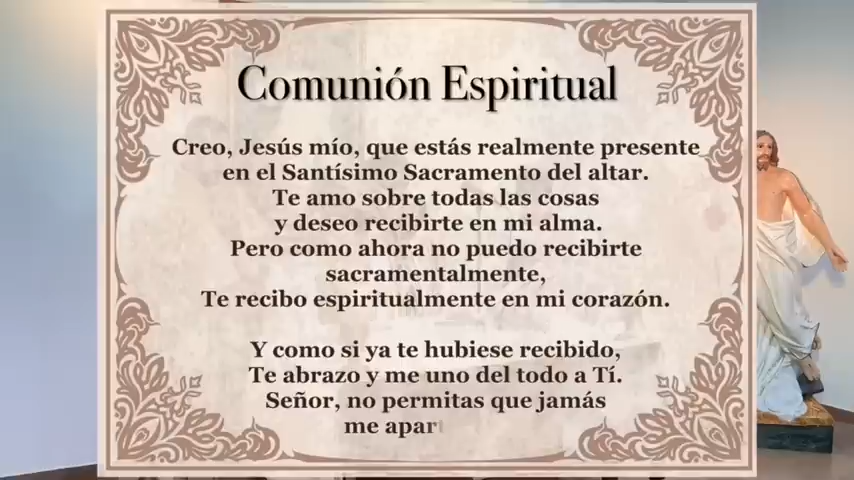 Comunión Espiritual
Creo, Jesús mío, que estás realmente presente
en el Santísimo Sacramento del altar.
Te amo sobre todas las cosas
y deseo recibirte en mi alma.
Pero como ahora no puedo recibirte
sacramentalmente,
Te recibo espiritualmente en mi corazón.
Y como si ya te hubiese recibido,
Te abrazo y me uno del todo a Tí.
Señor, no permitas que jamás
me apar